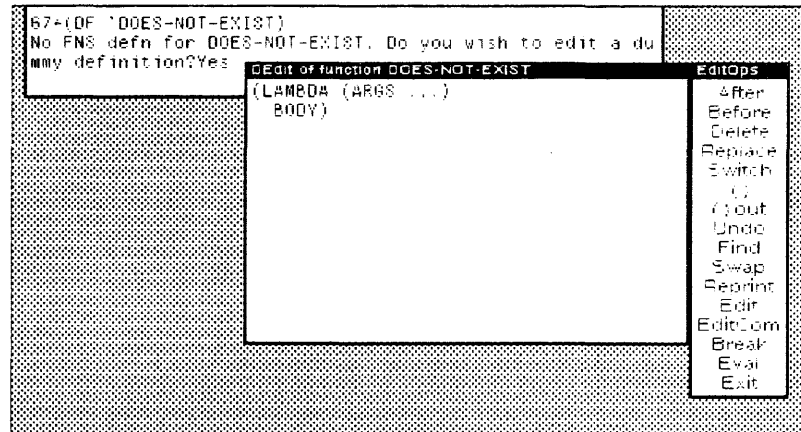 67←(DF 'DOES-NOT-EXIST)
No FNS defn for DOES-NOT-EXIST. Do you wish to edit a du
mmy definition?Yes
DEdit of function DOES-NOT-EXIST
(LAMBDA (ARGS ...)
BODY)
EditOps
After
Before
Delete
Replace
Switch
( )
( ) out
Undo
Find
Swap
Reprint
Edit
EditCom
Break
Eval
Exit